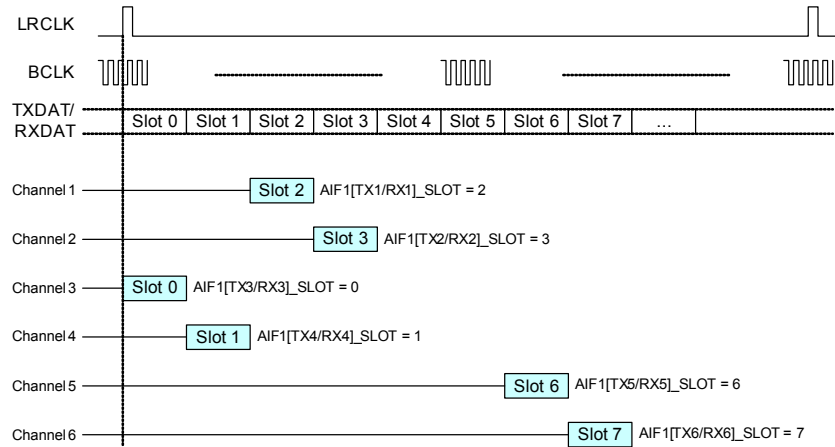 LRCLK
BCLK
TXDAT/
RXDAT
Slot 0 Slot 1 Slot 2 Slot 3 Slot 4 Slot 5 Slot 6 Slot 7 ...
Channel 1 Slot 2 AIF1[TX1/RX1]_SLOT = 2
Channel 2 Slot 3 AIF1[TX2/RX2]_SLOT = 3
Channel 3 Slot 0 AIF1[TX3/RX3]_SLOT = 0
Channel 4 Slot 1 AIF1[TX4/RX4]_SLOT = 1
Channel 5 Slot 6 AIF1[TX5/RX5]_SLOT = 6
Channel 6 Slot 7 AIF1[TX6/RX6]_SLOT = 7